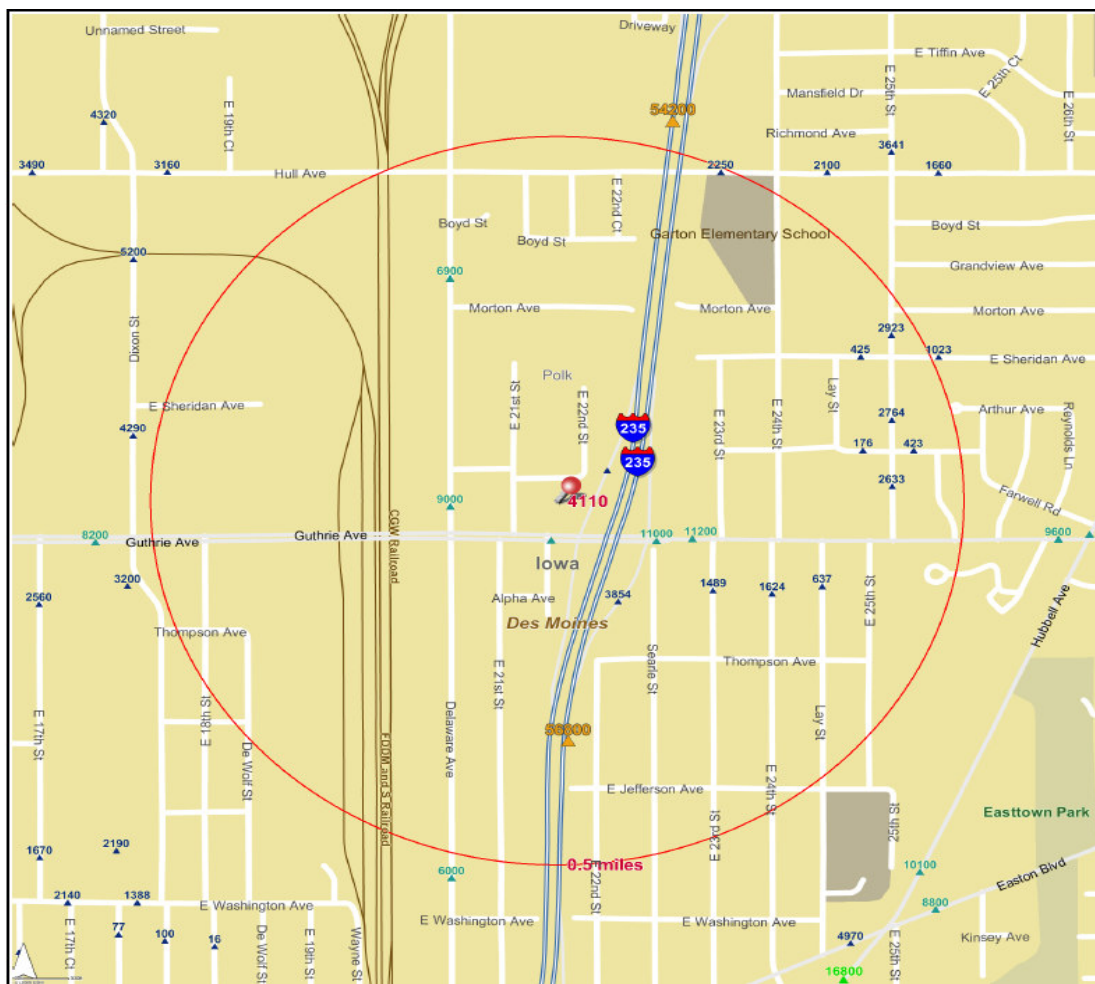 Unnamed Street
Driveway
E Tiffin Ave
E 25th St
E 25th Ct
E 26th St
Mansfield Dr
E 19th Ct
4320
54200
Richmond Ave
3641
3490
3160
Hull Ave
2250
2100
1660
E 22nd Ct
Boyd St
Boyd St
Garton Elementary School
Boyd St
5200
Grandview Ave
6900
Morton Ave
Morton Ave
Morton Ave
Dixon St
2923
425
1023
E Sheridan Ave
Polk
E 21st St
E 22nd St
E 23rd St
E 24th St
Lay St
E Sheridan Ave
Arthur Ave
Reynolds Ln
2764
235
4290
176
423
235
2633
4110
9000
Farwell Rd
CGW Railroad
8200
Guthrie Ave
Guthrie Ave
11000
11200
9600
Iowa
3200
2560
Alpha Ave
3854
1489
1624
637
E 25th St
Hubbell Ave
Des Moines
Thompson Ave
Thompson Ave
E 21st St
Searle St
E 17th St
E 18th St
De Wolf St
Delaware Ave
Lay St
FDDM and S Railroad
E 24th St
E Jefferson Ave
Easttown Park
E 23rd St
25th St
1670
2190
0.5 miles
6000
E 22nd St
10100
Easton Blvd
2140
1388
E Washington Ave
E Washington Ave
E Washington Ave
8800
77
100
16
E 17th Ct
De Wolf St
E 19th St
Wayne St
4970
E 25th St
Kinsey Ave
16800